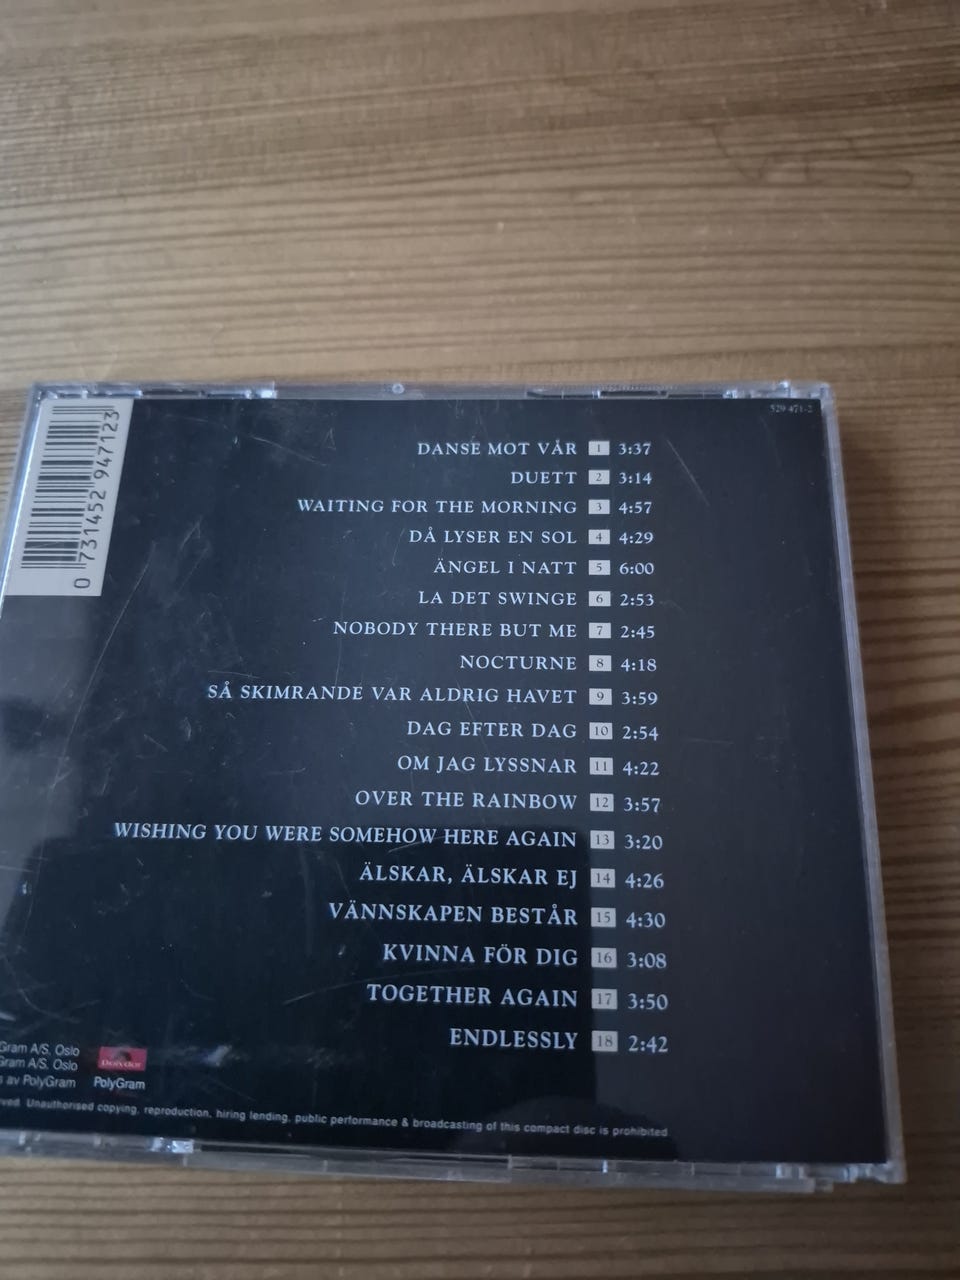 529 471-2
0 731452 947123
DANSE MOT VÅR 1 3:37
DUETT 2 3:14
WAITING FOR THE MORNING 3 4:57
DÅ LYSER EN SOL 4 4:29
ÄNGEL I NATT 5 6:00
LA DET SWINGE 6 2:53
NOBODY THERE BUT ME 7 2:45
NOCTURNE 8 4:18
SÅ SKIMRANDE VAR ALDRIG HAVET 9 3:59
DAG EFTER DAG 10 2:54
OM JAG LYSSNAR 11 4:22
OVER THE RAINBOW 12 3:57
WISHING YOU WERE SOMEHOW HERE AGAIN 13 3:20
ÄLSKAR, ÄLSKAR EJ 14 4:26
VÄNNSKAPEN BESTÅR 15 4:30
KVINNA FÖR DIG 16 3:08
TOGETHER AGAIN 17 3:50
ENDLESSLY 18 2:42
Gram A/S, Oslo
Gram A/S. Oslo
s av PolyGram
Polydor
PolyGram
ved. Unauthorised copying, reproduction, hiring lending, public performance & broadcasting of this compact disc is prohibited